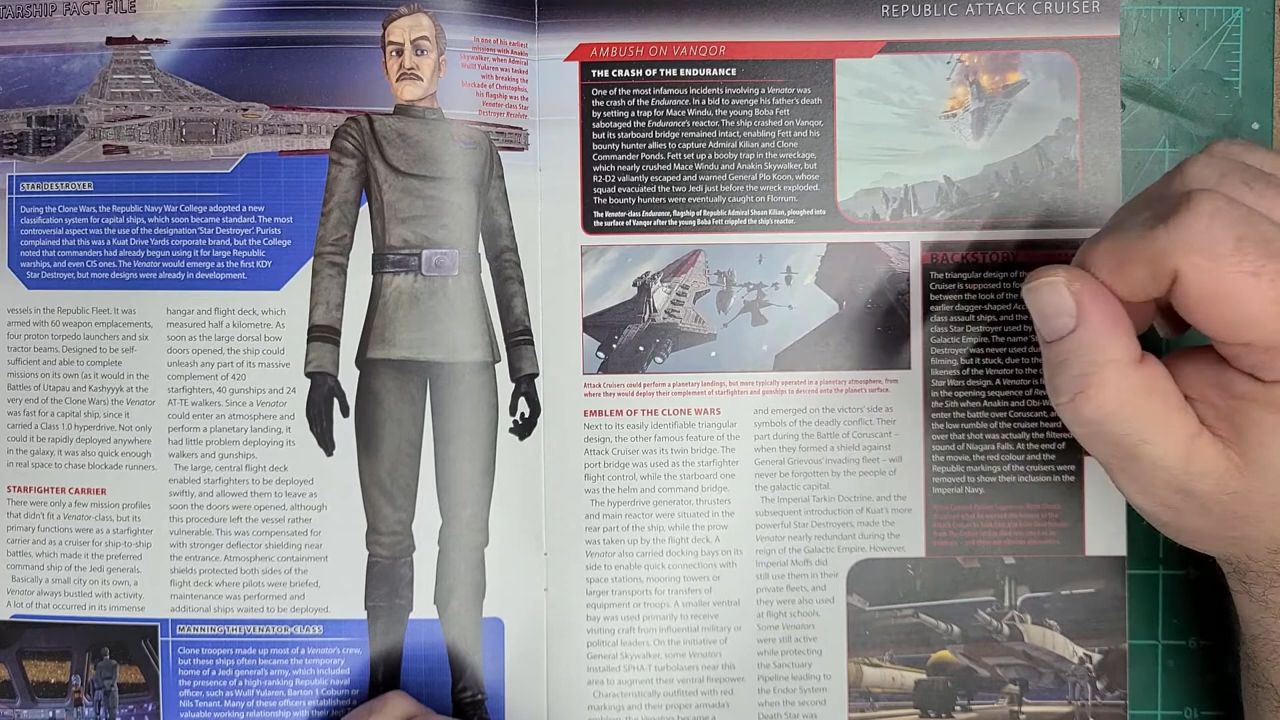 STARSHIP FACT FILE
In one of his earliest
missions with Anakin
Skywalker, when Admiral
Wullf Yularen was tasked
with breaking the
blockade of Christophsis,
his flagship was the
Venator-class Star
Destroyer Resolute.
STAR DESTROYER
During the Clone Wars, the Republic Navy War College adopted a new
classification system for capital ships, which soon became standard. The most
controversial aspect was the use of the designation 'Star Destroyer'. Purists
complained that this was a Kuat Drive Yards corporate brand, but the College
noted that commanders had already begun using it for large Republic
warships, and even CIS ones. The Venator would emerge as the first KDY
Star Destroyer, but more designs were already in development.
vessels in the Republic Fleet. It was
armed with 60 weapon emplacements,
four proton torpedo launchers and six
tractor beams. Designed to be self-
sufficient and able to complete
missions on its own (as it would in the
Battles of Utapau and Kashyyyk at the
very end of the Clone Wars) the Venator
was fast for a capital ship, since it
carried a Class 1.0 hyperdrive. Not only
could it be rapidly deployed anywhere
in the galaxy, it was also quick enough
in real space to chase blockade runners.
STARFIGHTER CARRIER
There were only a few mission profiles
that didn't fit a Venator-class, but its
primary functions were as a starfighter
carrier and as a cruiser for ship-to-ship
battles, which made it the preferred
command ship of the Jedi generals.
Basically a small city on its own, a
Venator always bustled with activity.
A lot of that occurred in its immense
hangar and flight deck, which
measured half a kilometre. As
soon as the large dorsal bow
doors opened, the ship could
unleash any part of its massive
complement of 420
starfighters, 40 gunships and 24
AT-TE walkers. Since a Venator
could enter an atmosphere and
perform a planetary landing, it
had little problem deploying its
walkers and gunships.
The large, central flight deck
enabled starfighters to be deployed
swiftly, and allowed them to leave as
soon the doors were opened, although
this procedure left the vessel rather
vulnerable. This was compensated for
with stronger deflector shielding near
the entrance. Atmospheric containment
shields protected both sides of the
flight deck where pilots were briefed,
maintenance was performed and
additional ships waited to be deployed.
MANNING THE VENATOR-CLASS
Clone troopers made up most of a Venator's crew,
but these ships often became the temporary
home of a Jedi general's army, which included
the presence of a high-ranking Republic naval
officer, such as Wullf Yularen, Barton Coburn or
Nils Tenant. Many of these officers established a
valuable working relationship with their Jedi
REPUBLIC ATTACK CRUISER
AMBUSH ON VANQOR
THE CRASH OF THE ENDURANCE
One of the most infamous incidents involving a Venator was
the crash of the Endurance. In a bid to avenge his father's death
by setting a trap for Mace Windu, the young Boba Fett
sabotaged the Endurance's reactor. The ship crashed on Vanqor,
but its starboard bridge remained intact, enabling Fett and his
bounty hunter allies to capture Admiral Kilian and Clone
Commander Ponds. Fett set up a booby trap in the wreckage,
which nearly crushed Mace Windu and Anakin Skywalker, but
R2-D2 valiantly escaped and warned General Plo Koon, whose
squad evacuated the two Jedi just before the wreck exploded.
The bounty hunters were eventually caught on Florrum.
The Venator-class Endurance, flagship of Republic Admiral Shoan Kilian, ploughed into
the surface of Vanqor after the young Boba Fett crippled the ship's reactor.
Attack Cruisers could perform a planetary landings, but more typically operated in a planetary atmosphere, from
where they would deploy their complement of starfighters and gunships to descend onto the planet's surface.
EMBLEM OF THE CLONE WARS
Next to its easily identifiable triangular
design, the other famous feature of the
Attack Cruiser was its twin bridge. The
port bridge was used as the starfighter
flight control, while the starboard one
was the helm and command bridge.
The hyperdrive generator, thrusters
and main reactor were situated in the
rear part of the ship, while the prow
was taken up by the flight deck. A
Venator also carried docking bays on its
side to enable quick connections with
space stations, mooring towers or
larger transports for transfers of
equipment or troops. A smaller ventral
bay was used primarily to receive
visiting craft from influential military or
political leaders. On the initiative of
General Skywalker, some Venators
installed SPHA-T turbolasers near this
area to augment their ventral firepower.
Characteristically outfitted with red
markings and their proper armada's
and emerged on the victors' side as
symbols of the deadly conflict. Their
part during the Battle of Coruscant –
when they formed a shield against
General Grievous' invading fleet – will
never be forgotten by the people of
the galactic capital.
The Imperial Tarkin Doctrine, and the
subsequent introduction of Kuat's more
powerful Star Destroyers, made the
Venator nearly redundant during the
reign of the Galactic Empire. However,
Imperial Moffs did
still use them in their
private fleets, and
they were also used
at flight schools.
Some Venators
were still active
while protecting
the Sanctuary
Pipeline leading to
the Endor System
when the second
Death Star was
BACKSTORY
The triangular design of the
Cruiser is supposed to
between the look of the
earlier dagger-shaped
class assault ships, and the
class Star Destroyer used by
Galactic Empire. The name
Destroyer' was never used
filming, but it stuck, due to the
likeness of the Venator to the
Star Wars design. A Venator is
in the opening sequence of
the Sith when Anakin and
enter the battle over Coruscant,
the low rumble of the cruiser heard
over that shot was actually the filtered
sound of Niagara Falls. At the end of
the movie, the red colour and the
Republic markings of the cruisers were
removed to show their inclusion in the
Imperial Navy.
9
10